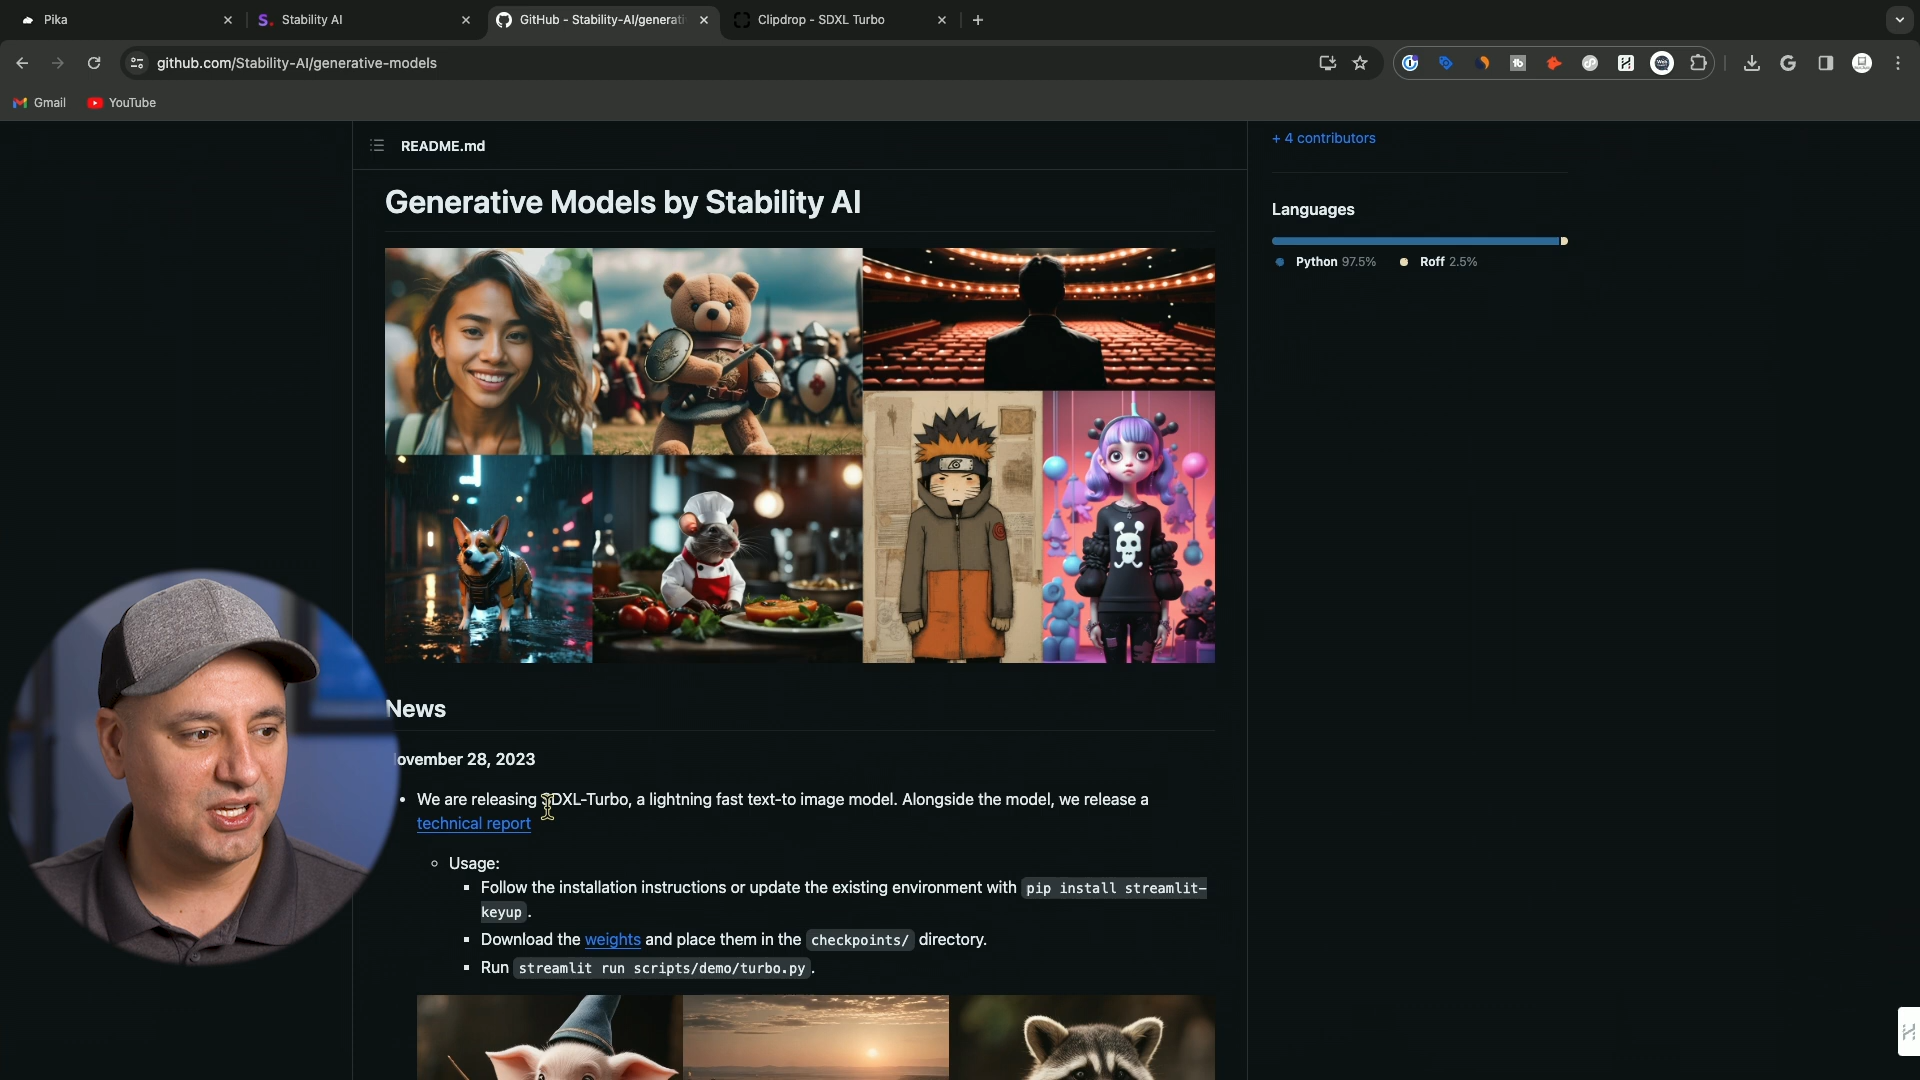 Pika
Stability AI
GitHub - Stability-AI/generati
Clipdrop - SDXL Turbo
github.com/Stability-AI/generative-models
Gmail
YouTube
README.md
+ 4 contributors
Generative Models by Stability AI
Languages
Python 97.5%
Roff 2.5%
News
ovember 28, 2023
We are releasing SDXL-Turbo, a lightning fast text-to image model. Alongside the model, we release a
technical report
Usage:
Follow the installation instructions or update the existing environment with pip install streamlit-
keyup.
Download the weights and place them in the checkpoints/ directory.
Run streamlit run scripts/demo/turbo.py.